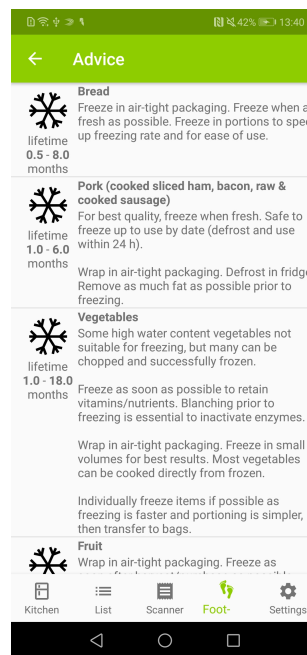 42% 13:40
Advice
Bread
Freeze in air-tight packaging. Freeze when
fresh as possible. Freeze in portions to
up freezing rate and for ease of use.
lifetime
0.5 - 8.0
months
Pork (cooked sliced ham, bacon, raw &
cooked sausage)
For best quality, freeze when fresh. Safe to
freeze up to use by date (defrost and use
within 24 h).
Wrap in air-tight packaging. Defrost in fridge
Remove as much fat as possible prior to
freezing.
lifetime
1.0 - 6.0
months
Vegetables
Some high water content vegetables not
suitable for freezing, but many can be
chopped and successfully frozen.
Freeze as soon as possible to retain
vitamins/nutrients. Blanching prior to
freezing is essential to inactivate enzymes.
Wrap in air-tight packaging. Freeze in small
volumes for best results. Most vegetables
can be cooked directly from frozen.
Individually freeze items if possible as
freezing is faster and portioning is simpler,
then transfer to bags.
lifetime
1.0 - 18.0
months
Fruit
Wrap in air-tight packaging. Freeze as
Kitchen
List
Scanner
Foot-
Settings